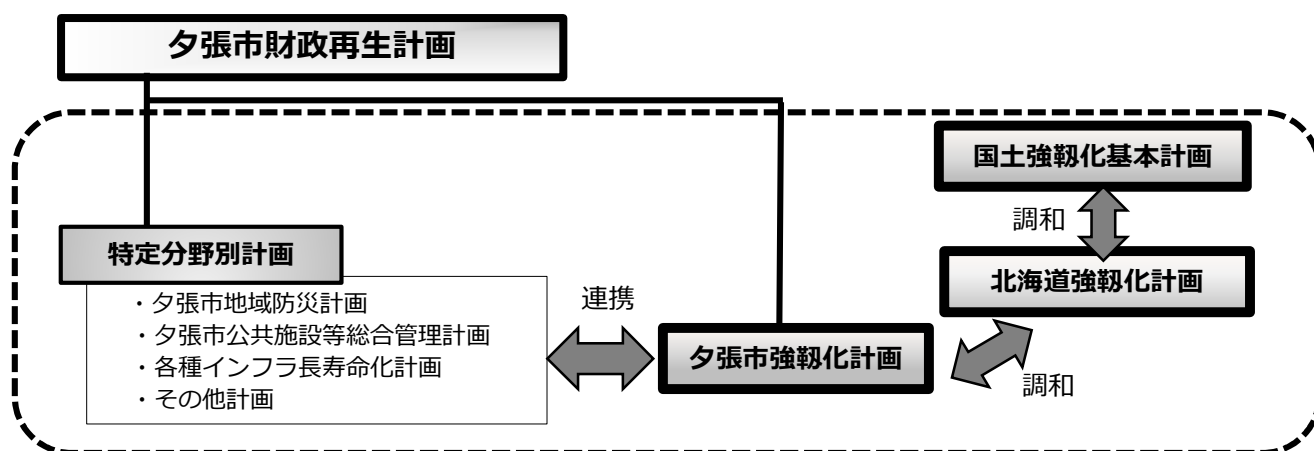 夕張市財政再生計画
国土強靱化基本計画
調和
特定分野別計画
北海道強靱化計画
・夕張市地域防災計画
・夕張市公共施設等総合管理計画
・各種インフラ長寿命化計画
・その他計画
連携
夕張市強靱化計画
調和